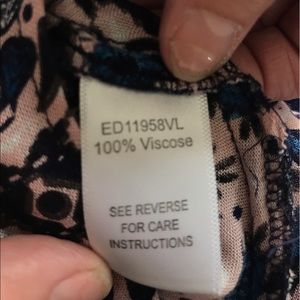 ED11958VL
100% Viscose
SEE REVERSE
FOR CARE
INSTRUCTIONS